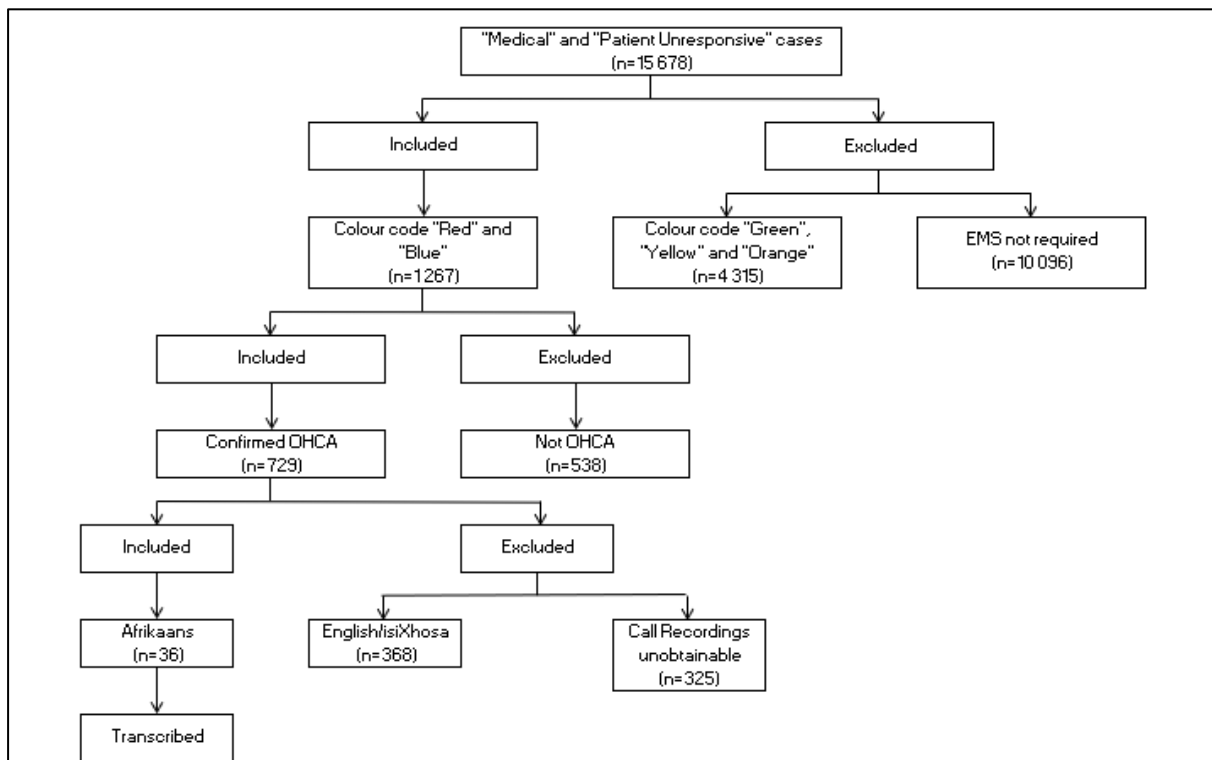 "Medical" and "Patient Unresponsive" cases
(n=15 678)
Included
Excluded
Colour code "Red" and
"Blue"
(n=1 267)
Colour code "Green",
"Yellow" and "Orange"
(n=4 315)
EMS not required
(n=10 096)
Included
Excluded
Confirmed OHCA
(n=729)
Not OHCA
(n=538)
Included
Excluded
Afrikaans
(n=36)
English/isiXhosa
(n=368)
Call Recordings
unobtainable
(n=325)
Transcribed